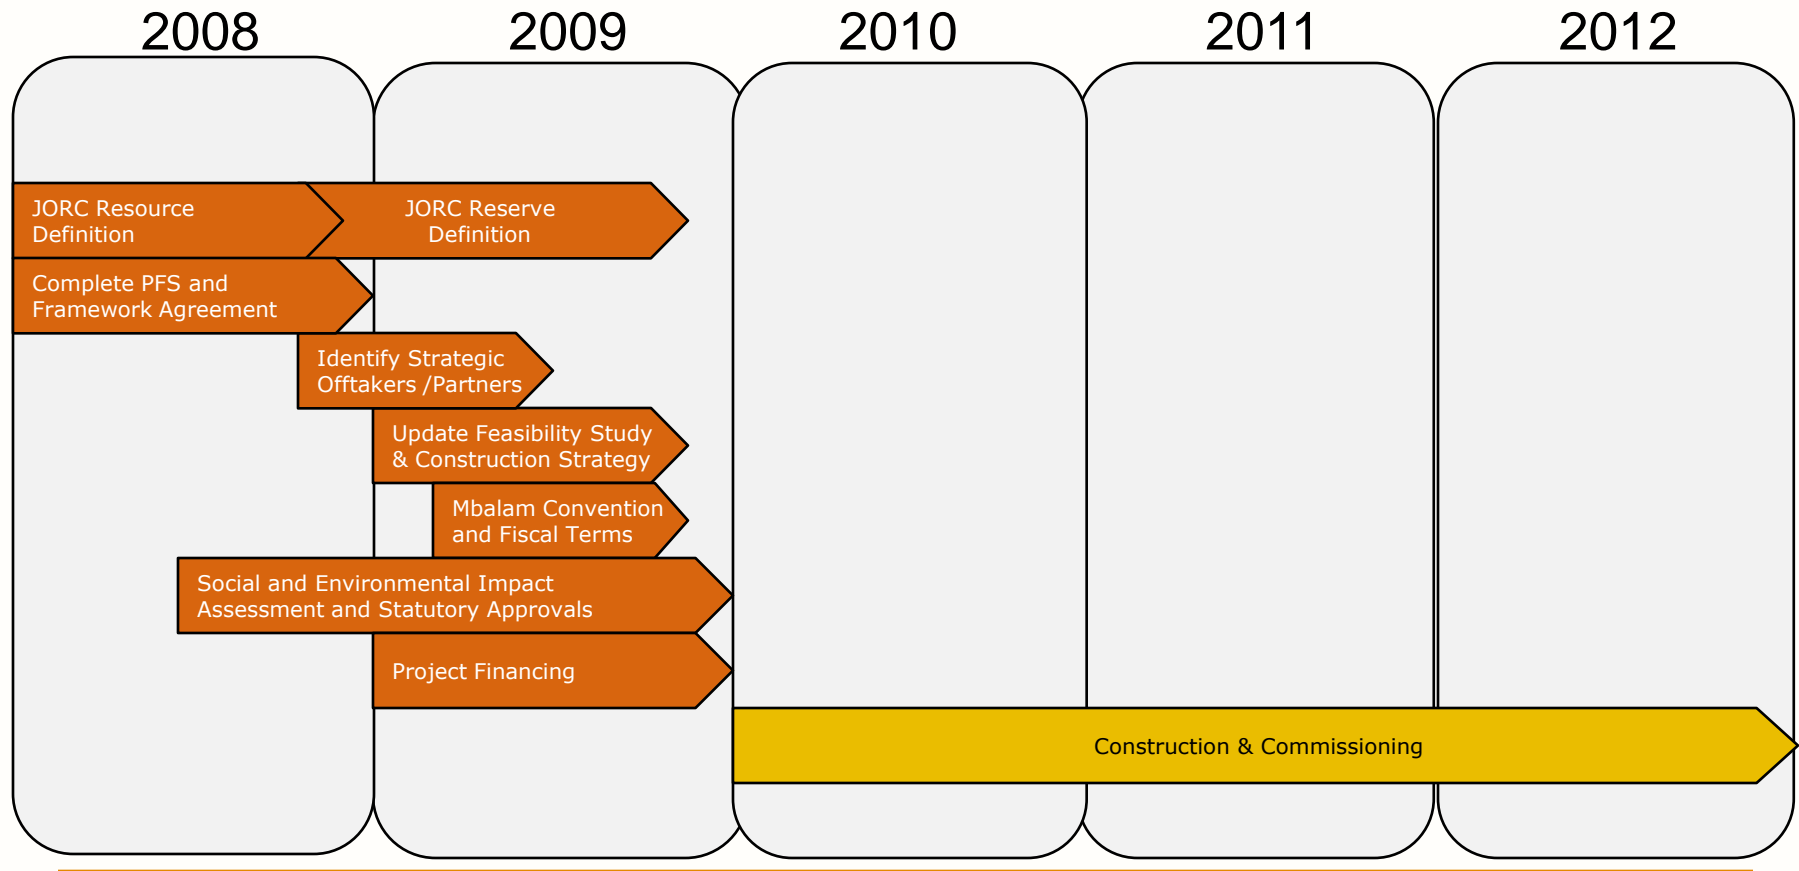 2008
2009
2010
2011
2012
JORC Resource
Definition
JORC Reserve
Definition
Complete PFS and
Framework Agreement
Identify Strategic
Offtakers /Partners
Update Feasibility Study
& Construction Strategy
Mbalam Convention
and Fiscal Terms
Social and Environmental Impact
Assessment and Statutory Approvals
Project Financing
Construction & Commissioning